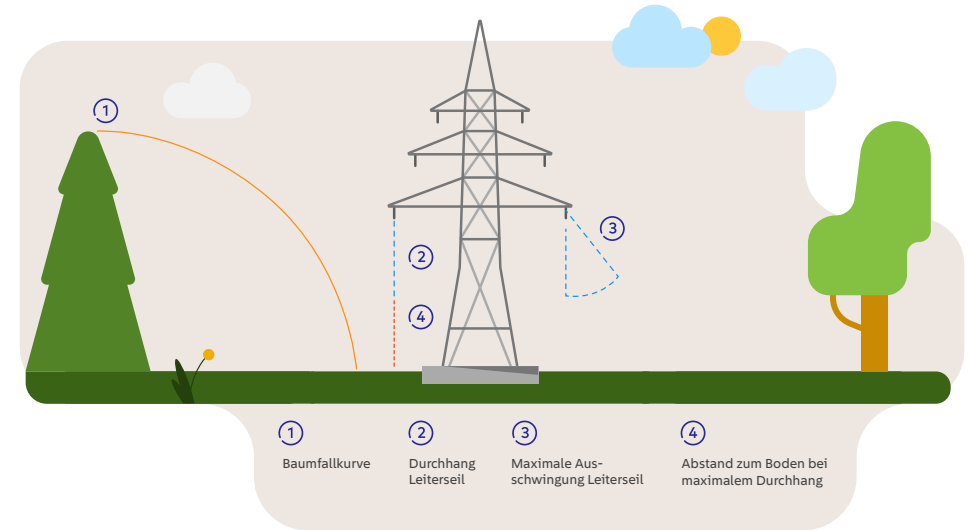 1
2
3
4
1
2
3
4
Baumfallkurve
Durchhang
Leiterseil
Maximale Aus-
schwingung Leiterseil
Abstand zum Boden bei
maximalem Durchhang